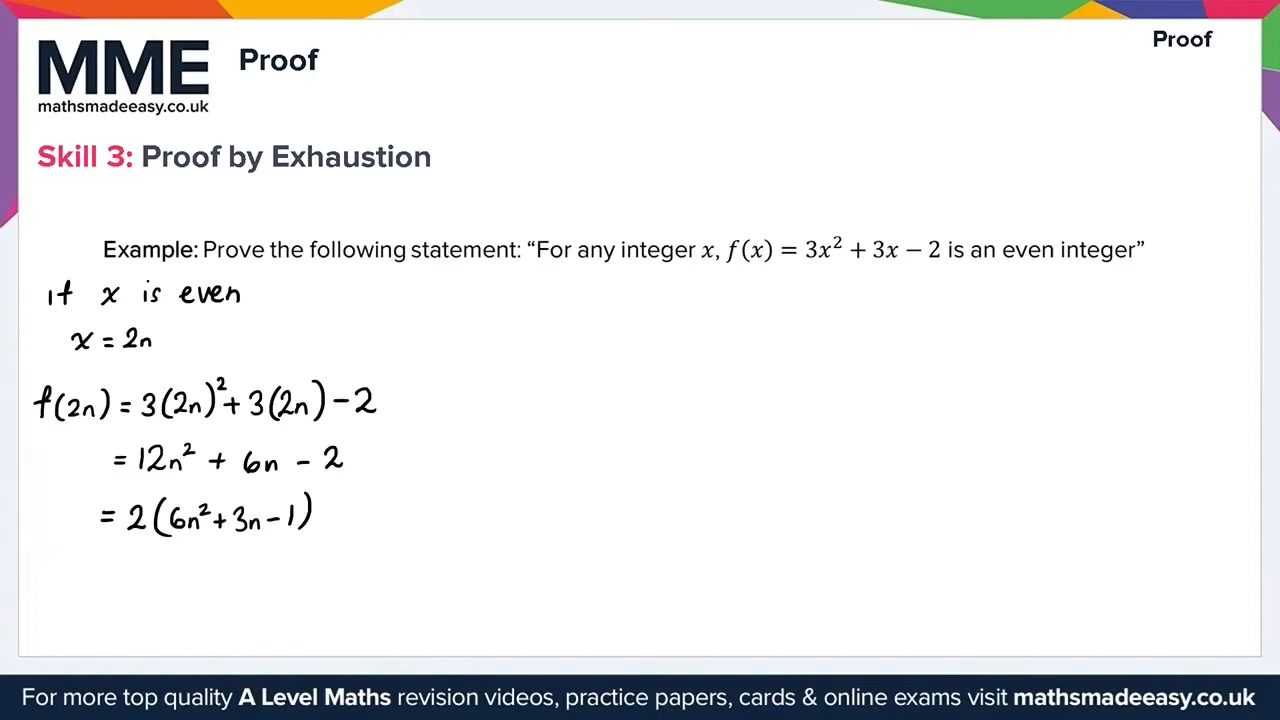 Proof
MME Proof
mathsmadeeasy.co.uk
Skill 3: Proof by Exhaustion
Example: Prove the following statement: “For any integer x, f(x) = 3x² + 3x − 2 is an even integer”
if x is even
x = 2n
f(2n) = 3(2n)² + 3(2n) − 2
= 12n² + 6n − 2
= 2(6n² + 3n − 1)
For more top quality A Level Maths revision videos, practice papers, cards & online exams visit mathsmadeeasy.co.uk